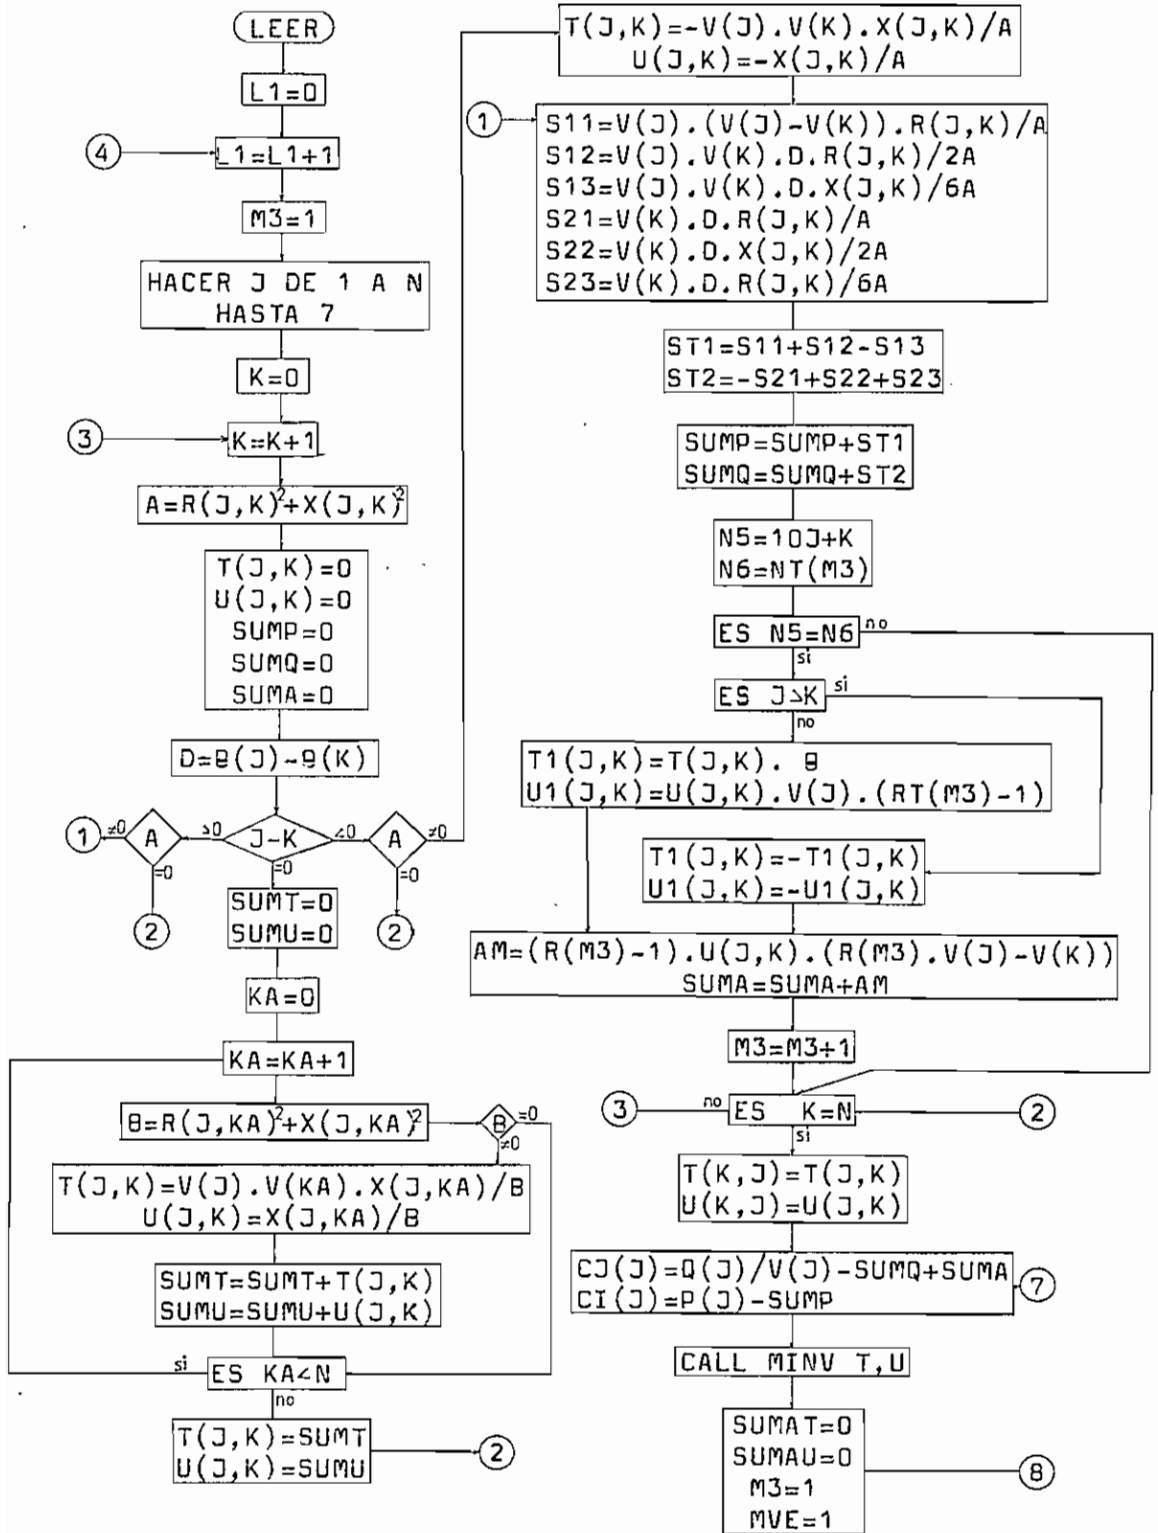 LEER
L1=0
4
L1=L1+1
M3=1
HACER J DE 1 A N
HASTA 7
K=0
3
K=K+1
A=R(J,K)²+X(J,K)²
T(J,K)=0
U(J,K)=0
SUMP=0
SUMQ=0
SUMA=0
D=θ(J)-θ(K)
1
≠0
A
>0
J-K
<0
A
≠0
=0
=0
=0
2
2
SUMT=0
SUMU=0
KA=0
KA=KA+1
B=R(J,KA)²+X(J,KA)²
B
=0
≠0
T(J,K)=V(J).V(KA).X(J,KA)/B
U(J,K)=X(J,KA)/B
SUMT=SUMT+T(J,K)
SUMU=SUMU+U(J,K)
si
ES KA<N
no
T(J,K)=SUMT
U(J,K)=SUMU
2
T(J,K)=-V(J).V(K).X(J,K)/A
U(J,K)=-X(J,K)/A
1
S11=V(J).(V(J)-V(K)).R(J,K)/A
S12=V(J).V(K).D.R(J,K)/2A
S13=V(J).V(K).D.X(J,K)/6A
S21=V(K).D.R(J,K)/A
S22=V(K).D.X(J,K)/2A
S23=V(K).D.R(J,K)/6A
ST1=S11+S12-S13
ST2=-S21+S22+S23
SUMP=SUMP+ST1
SUMQ=SUMQ+ST2
N5=10J+K
N6=NT(M3)
ES N5=N6
no
si
ES J>K
si
no
T1(J,K)=T(J,K). θ
U1(J,K)=U(J,K).V(J).(RT(M3)-1)
T1(J,K)=-T1(J,K)
U1(J,K)=-U1(J,K)
AM=(R(M3)-1).U(J,K).(R(M3).V(J)-V(K))
SUMA=SUMA+AM
M3=M3+1
3
no
ES K=N
2
si
T(K,J)=T(J,K)
U(K,J)=U(J,K)
CJ(J)=Q(J)/V(J)-SUMQ+SUMA
CI(J)=P(J)-SUMP
7
CALL MINV T,U
SUMAT=0
SUMAU=0
M3=1
MVE=1
8